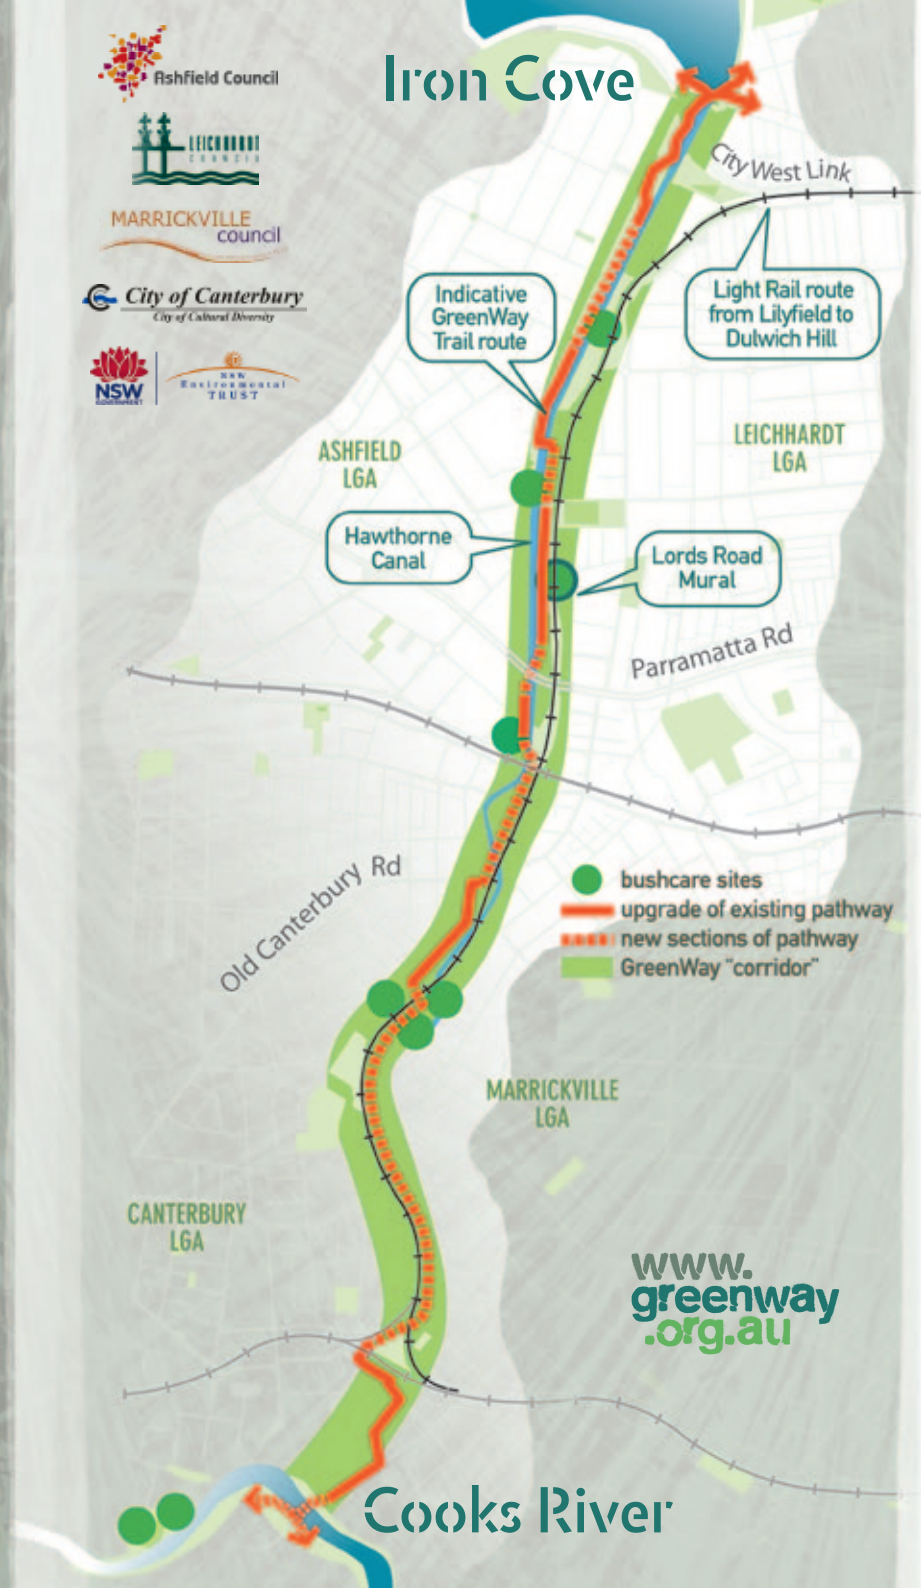 Ashfield Council
Iron Cove
LEICHHARDT
COUNCIL
City West Link
MARRICKVILLE
council
City of Canterbury
City of Cultural Diversity
Indicative
GreenWay
Trail route
Light Rail route
from Lilyfield to
Dulwich Hill
NSW
GOVERNMENT
NSW
Environmental
TRUST
ASHFIELD
LGA
LEICHHARDT
LGA
Hawthorne
Canal
Lords Road
Mural
Parramatta Rd
Old Canterbury Rd
bushcare sites
upgrade of existing pathway
new sections of pathway
GreenWay "corridor"
MARRICKVILLE
LGA
CANTERBURY
LGA
www.
greenway
.org.au
Cooks River